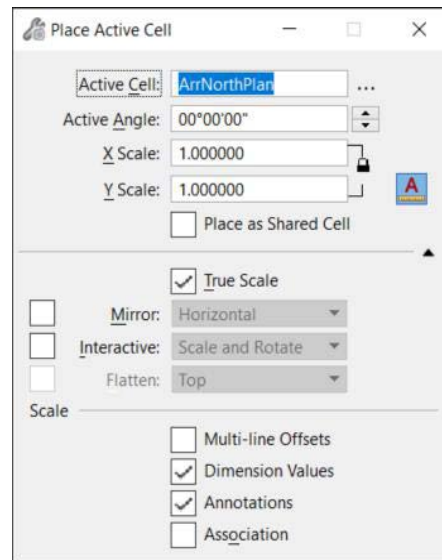 Place Active Cell
Active Cell: ArrNorthPlan ...
Active Angle: 00°00'00"
X Scale: 1.000000
Y Scale: 1.000000 A
Place as Shared Cell
True Scale
Mirror: Horizontal
Interactive: Scale and Rotate
Flatten: Top
Scale
Multi-line Offsets
Dimension Values
Annotations
Association